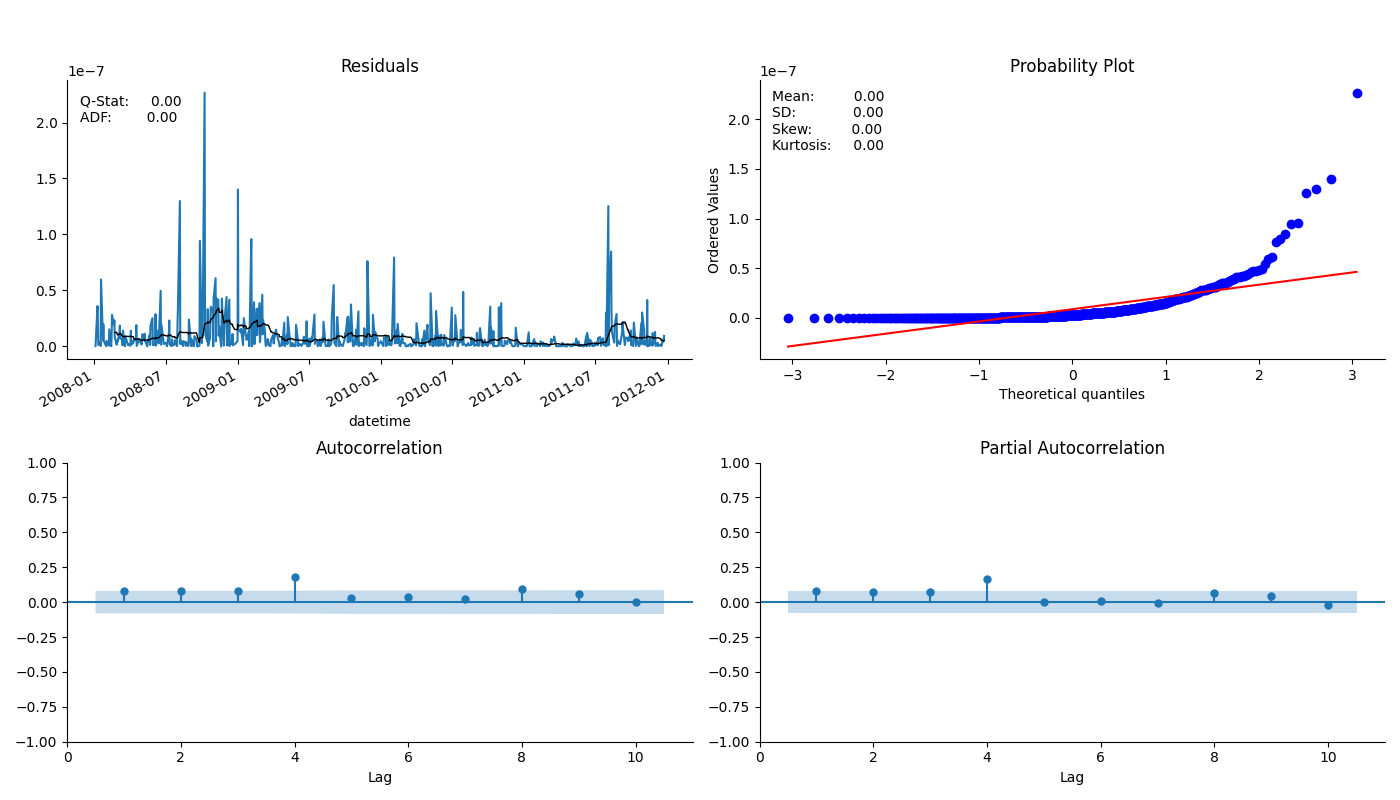 Residuals
1e−7
Q-Stat: 0.00
ADF: 0.00
2.0
1.5
1.0
0.5
0.0
2008-01 2008-07 2009-01 2009-07 2010-01 2010-07 2011-01 2011-07 2012-01
datetime
Probability Plot
1e−7
Mean: 0.00
SD: 0.00
Skew: 0.00
Kurtosis: 0.00
Ordered Values
2.0
1.5
1.0
0.5
0.0
−3 −2 −1 0 1 2 3
Theoretical quantiles
Autocorrelation
1.00
0.75
0.50
0.25
0.00
−0.25
−0.50
−0.75
−1.00
0 2 4 6 8 10
Lag
Partial Autocorrelation
1.00
0.75
0.50
0.25
0.00
−0.25
−0.50
−0.75
−1.00
0 2 4 6 8 10
Lag